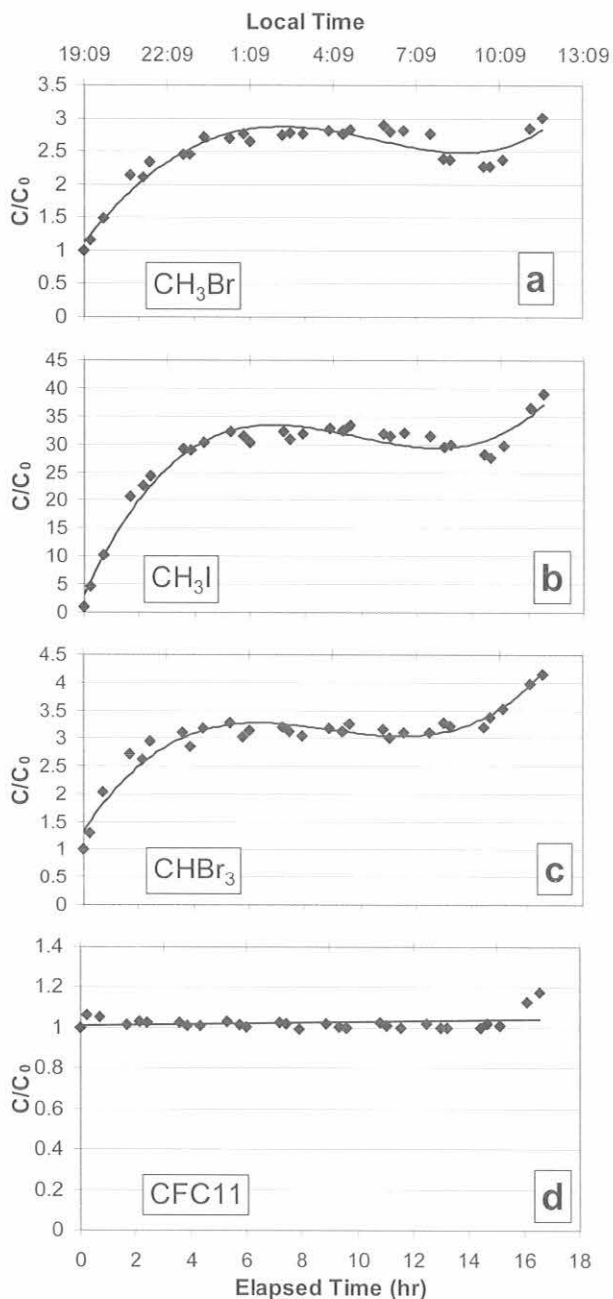 Local Time
19:09 22:09 1:09 4:09 7:09 10:09 13:09
3.5
3
2.5
2
1.5
1
0.5
0
C/C₀
CH₃Br
a
45
40
35
30
25
20
15
10
5
0
C/C₀
CH₃I
b
4.5
4
3.5
3
2.5
2
1.5
1
0.5
0
C/C₀
CHBr₃
c
1.4
1.2
1
0.8
0.6
0.4
0.2
0
C/C₀
CFC11
d
0 2 4 6 8 10 12 14 16 18
Elapsed Time (hr)